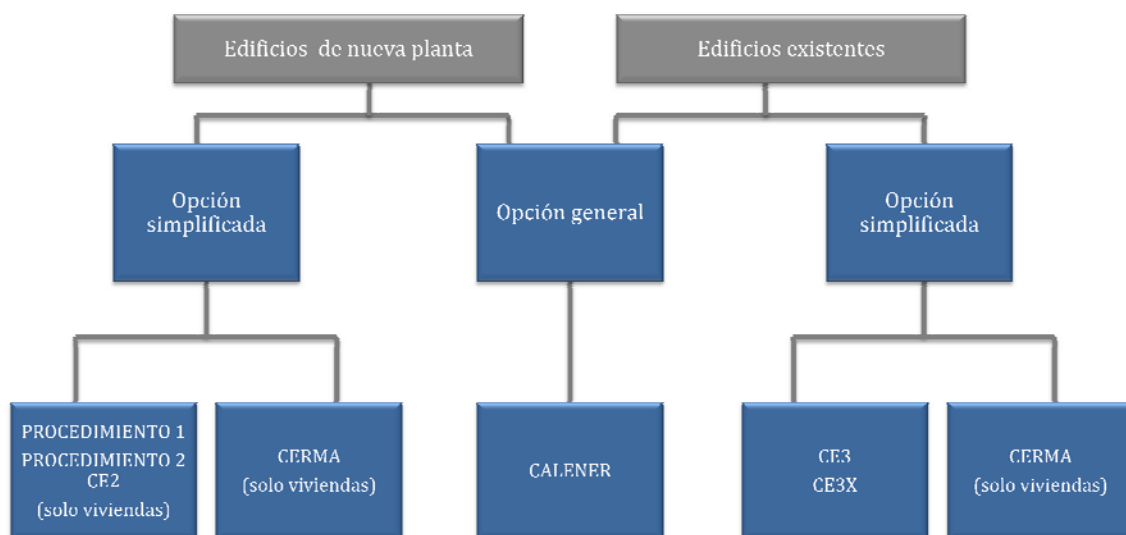 Edificios de nueva planta
Edificios existentes
Opción
simplificada
Opción general
Opción
simplificada
PROCEDIMIENTO 1
PROCEDIMIENTO 2
CE2
(solo viviendas)
CERMA
(solo viviendas)
CALENER
CE3
CE3X
CERMA
(solo viviendas)